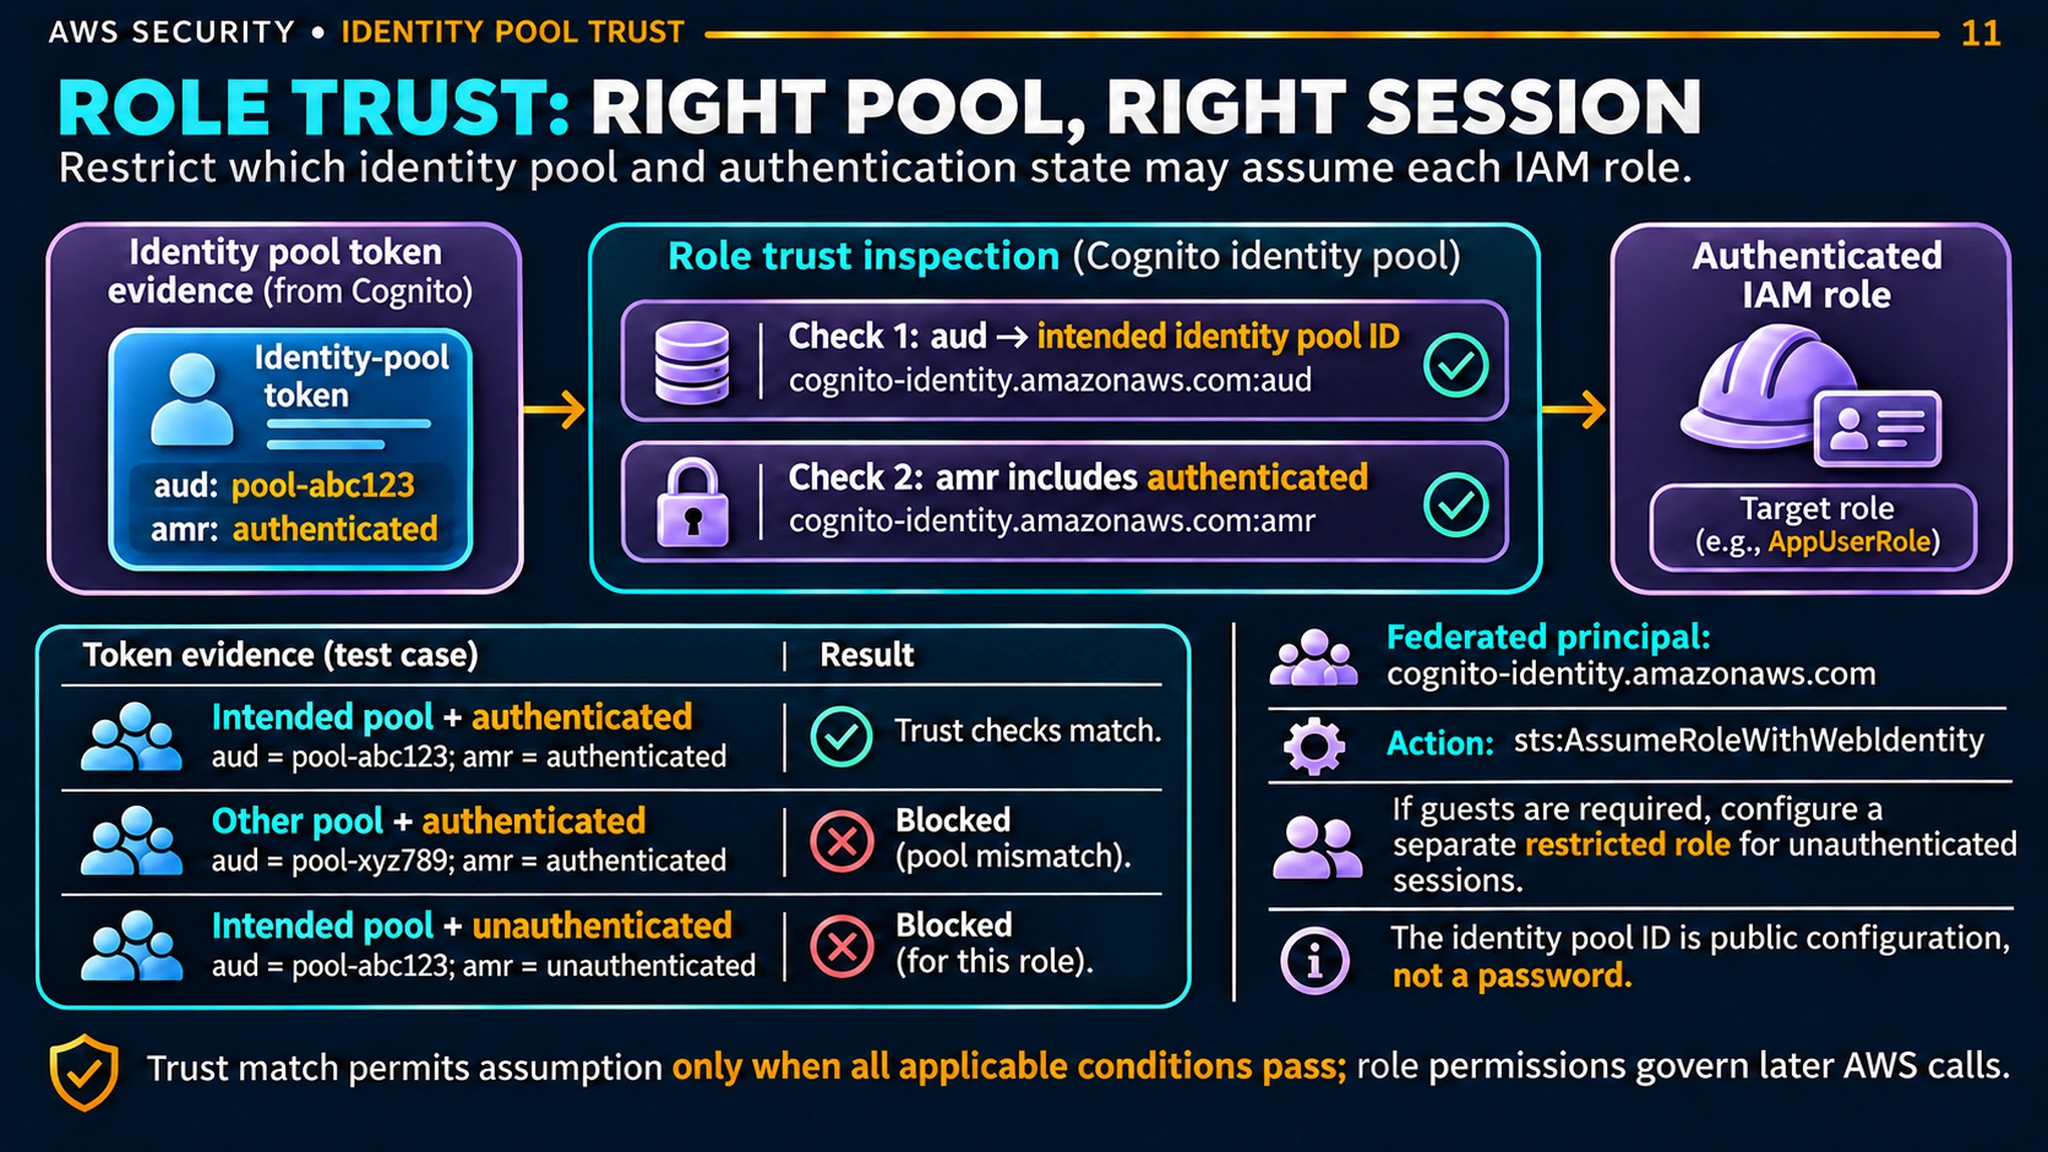 AWS SECURITY • IDENTITY POOL TRUST
11
ROLE TRUST: RIGHT POOL, RIGHT SESSION
Restrict which identity pool and authentication state may assume each IAM role.
Identity pool token
evidence (from Cognito)
Identity-pool
token
aud: pool-abc123
amr: authenticated
Role trust inspection (Cognito identity pool)
Check 1: aud → intended identity pool ID
cognito-identity.amazonaws.com:aud
Check 2: amr includes authenticated
cognito-identity.amazonaws.com:amr
Authenticated
IAM role
Target role
(e.g., AppUserRole)
Token evidence (test case) | Result
Intended pool + authenticated
aud = pool-abc123; amr = authenticated
Trust checks match.
Other pool + authenticated
aud = pool-xyz789; amr = authenticated
Blocked
(pool mismatch).
Intended pool + unauthenticated
aud = pool-abc123; amr = unauthenticated
Blocked
(for this role).
Federated principal:
cognito-identity.amazonaws.com
Action: sts:AssumeRoleWithWebIdentity
If guests are required, configure a
separate restricted role for unauthenticated
sessions.
The identity pool ID is public configuration,
not a password.
Trust match permits assumption only when all applicable conditions pass; role permissions govern later AWS calls.